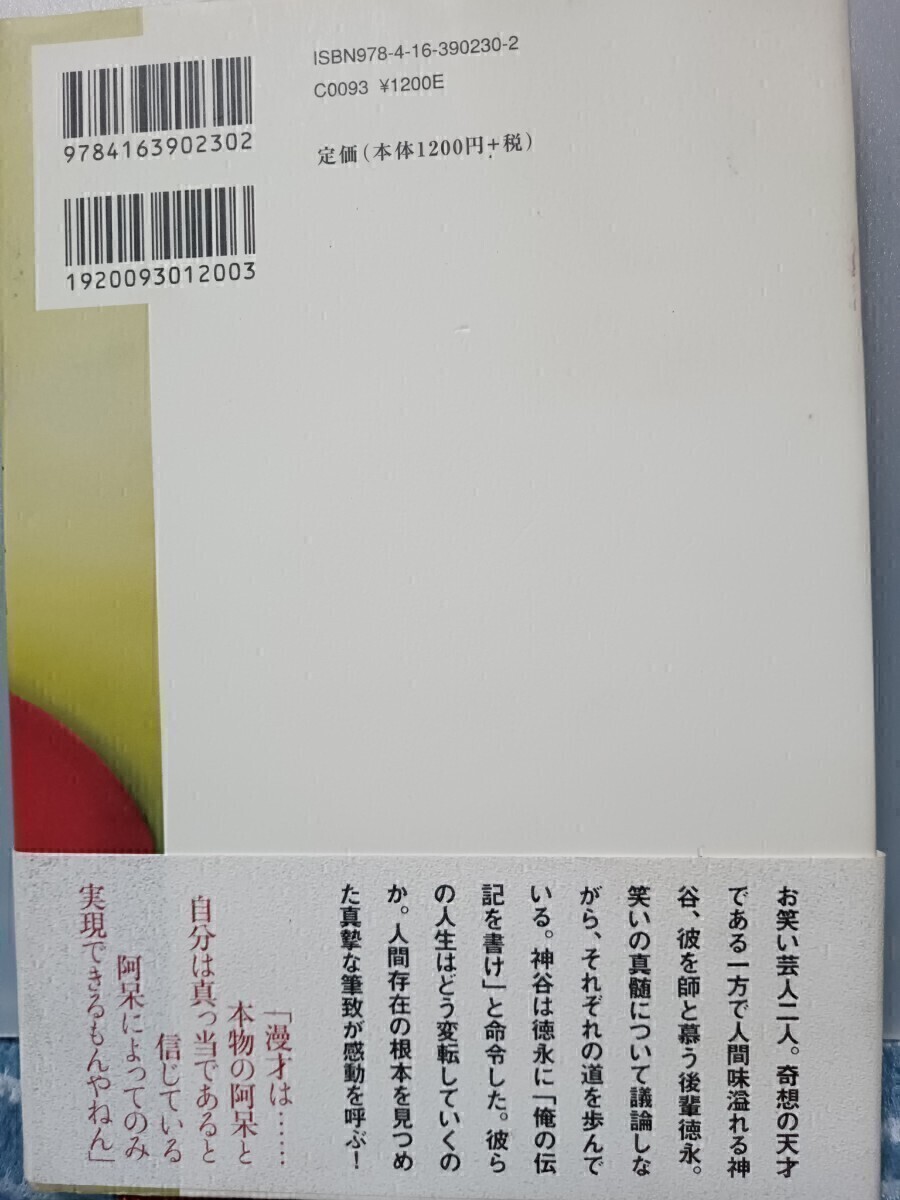 ISBN978-4-16-390230-2
C0093 ¥1200E
9784163902302
定価(本体1200円+税)
1920093012003
お笑い芸人二人。奇想の天才
である一方で人間味溢れる神
谷、彼を師と慕う後輩徳永。
笑いの真髄について議論しな
がら、それぞれの道を歩んで
いる。神谷は徳永に「俺の伝
記を書け」と命令した。彼ら
の人生はどう変転していくの
か。人間存在の根本を見つめ
た真摯な筆致が感動を呼ぶ！
「漫才は……
本物の阿呆と
自分は真っ当であると
信じている
阿呆によってのみ
実現できるもんやねん」